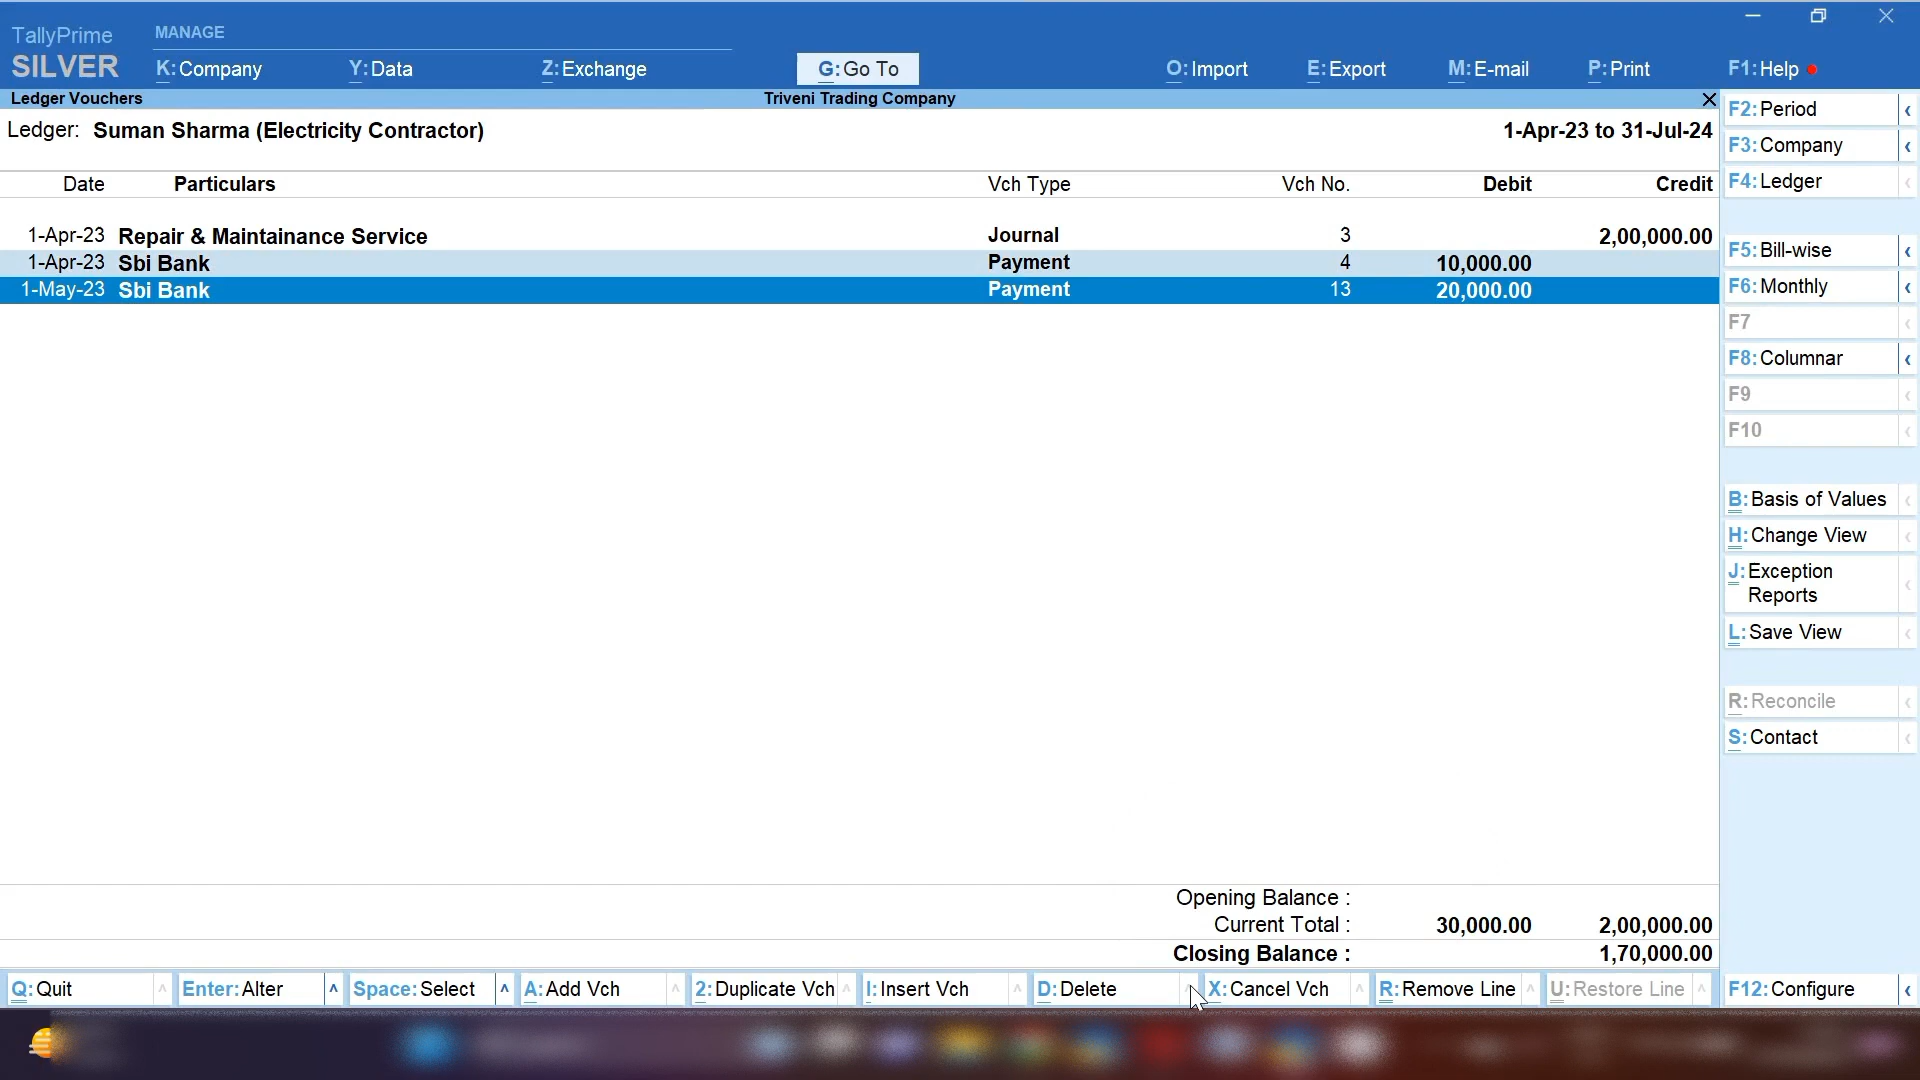 TallyPrime
SILVER
MANAGE
K:Company Y:Data Z:Exchange G:Go To O:Import E:Export M:E-mail P:Print F1:Help
Ledger Vouchers Triveni Trading Company
Ledger: Suman Sharma (Electricity Contractor) 1-Apr-23 to 31-Jul-24
Date Particulars Vch Type Vch No. Debit Credit
1-Apr-23 Repair & Maintainance Service Journal 3 2,00,000.00
1-Apr-23 Sbi Bank Payment 4 10,000.00
1-May-23 Sbi Bank Payment 13 20,000.00
Opening Balance :
Current Total : 30,000.00 2,00,000.00
Closing Balance : 1,70,000.00
F2:Period
F3:Company
F4:Ledger
F5:Bill-wise
F6:Monthly
F7
F8:Columnar
F9
F10
B:Basis of Values
H:Change View
J:Exception
Reports
L:Save View
R:Reconcile
S:Contact
Q:Quit Enter:Alter Space:Select A:Add Vch 2:Duplicate Vch I:Insert Vch D:Delete X:Cancel Vch R:Remove Line U:Restore Line F12:Configure